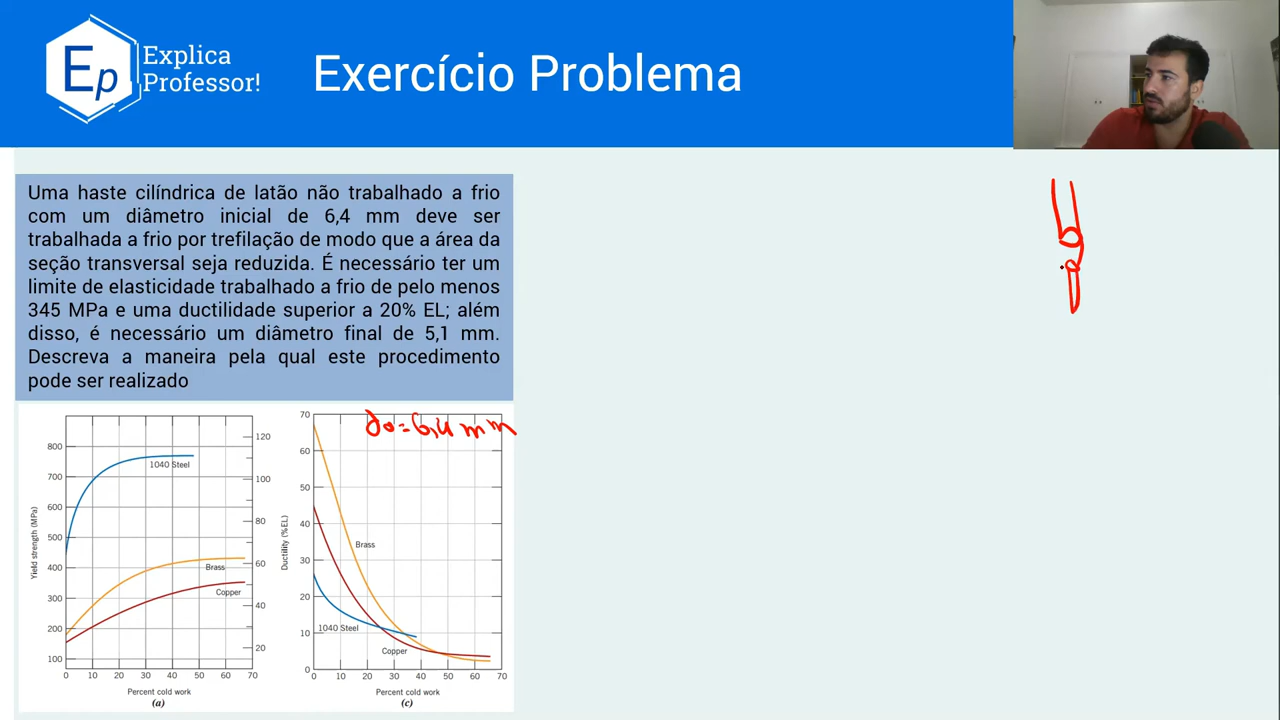 Explica
Professor!
Ep
Exercício Problema
Uma haste cilíndrica de latão não trabalhado a frio
com um diâmetro inicial de 6,4 mm deve ser
trabalhada a frio por trefilação de modo que a área da
seção transversal seja reduzida. É necessário ter um
limite de elasticidade trabalhado a frio de pelo menos
345 MPa e uma ductilidade superior a 20% EL; além
disso, é necessário um diâmetro final de 5,1 mm.
Descreva a maneira pela qual este procedimento
pode ser realizado
800
700
600
500
400
300
200
100
Yield strength (MPa)
120
100
80
60
40
20
1040 Steel
Brass
Copper
0 10 20 30 40 50 60 70
Percent cold work
(a)
d0=6,4 mm
70
60
50
40
30
20
10
0
Ductility (%EL)
Brass
1040 Steel
Copper
0 10 20 30 40 50 60 70
Percent cold work
(c)